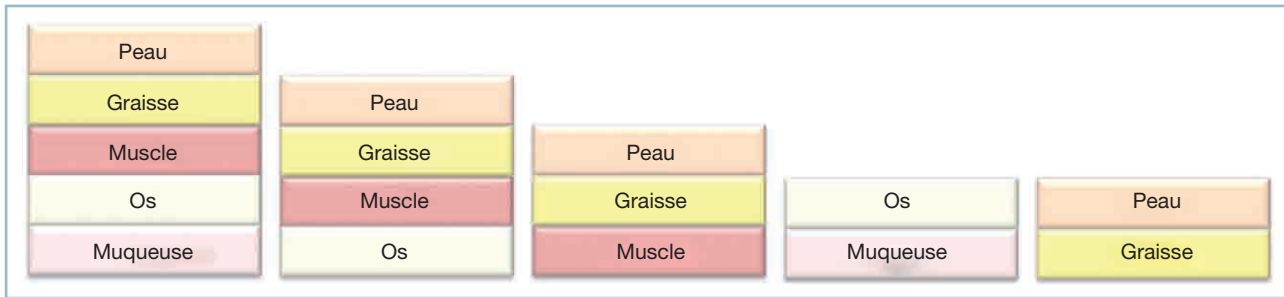 Peau
Graisse
Muscle
Os
Muqueuse
Peau
Graisse
Muscle
Os
Peau
Graisse
Muscle
Os
Muqueuse
Peau
Graisse